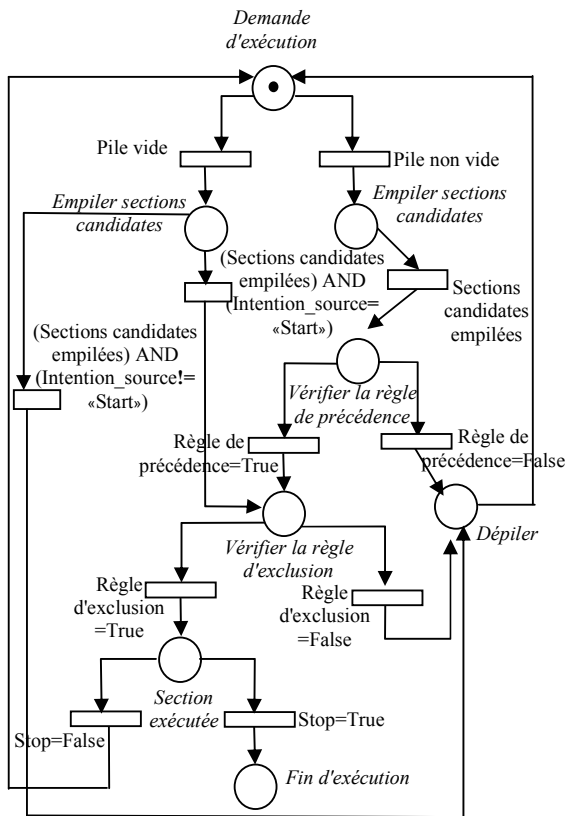 Demande
d'exécution
Pile vide
Pile non vide
Empiler sections
candidates
Empiler sections
candidates
(Sections candidates
empilées) AND
(Intention_source=
«Start»)
Sections
candidates
empilées
(Sections candidates
empilées) AND
(Intention_source!=
«Start»)
Vérifier la règle
de précédence
Règle de
précédence=True
Règle de
précédence=False
Vérifier la règle
d'exclusion
Dépiler
Règle
d'exclusion
=True
Règle
d'exclusion
=False
Section
exécutée
Stop=False
Stop=True
Fin d'exécution